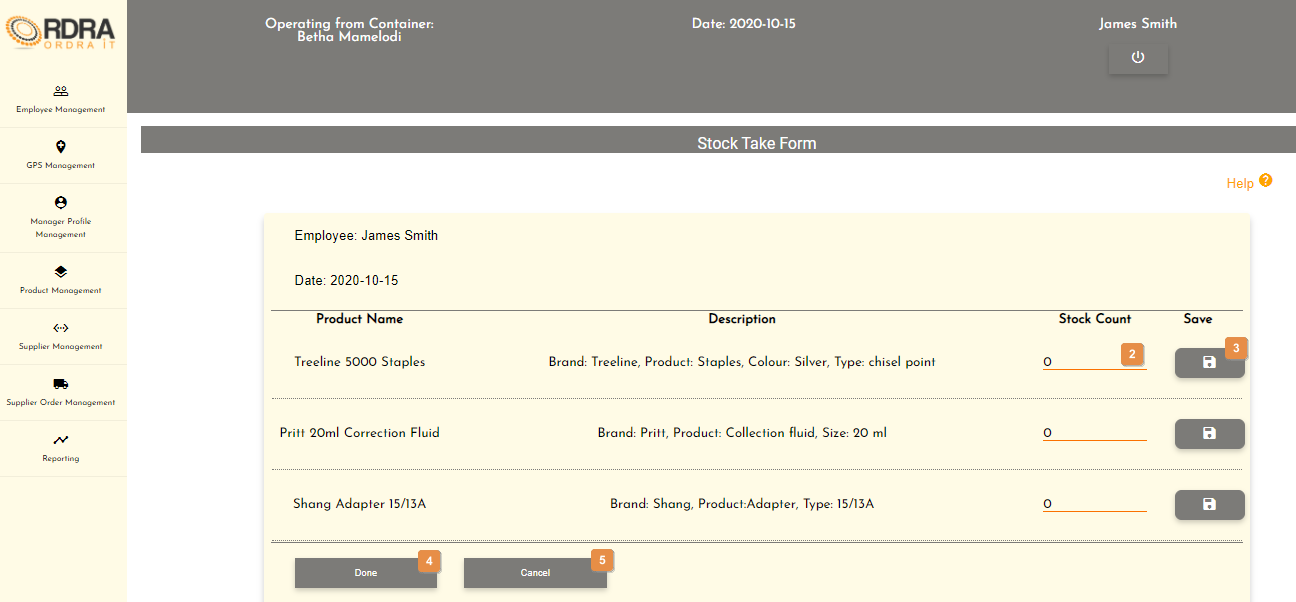 RDRA
ORDRA IT
Operating from Container:
Betha Mamelodi
Date: 2020-10-15
James Smith
Employee Management
GPS Management
Manager Profile
Management
Product Management
Supplier Management
Supplier Order Management
Reporting
Stock Take Form
Help ?
Employee: James Smith
Date: 2020-10-15
Product Name Description Stock Count Save
Treeline 5000 Staples Brand: Treeline, Product: Staples, Colour: Silver, Type: chisel point 0 2 3
Pritt 20ml Correction Fluid Brand: Pritt, Product: Collection fluid, Size: 20 ml 0
Shang Adapter 15/13A Brand: Shang, Product:Adapter, Type: 15/13A 0
Done 4 Cancel 5